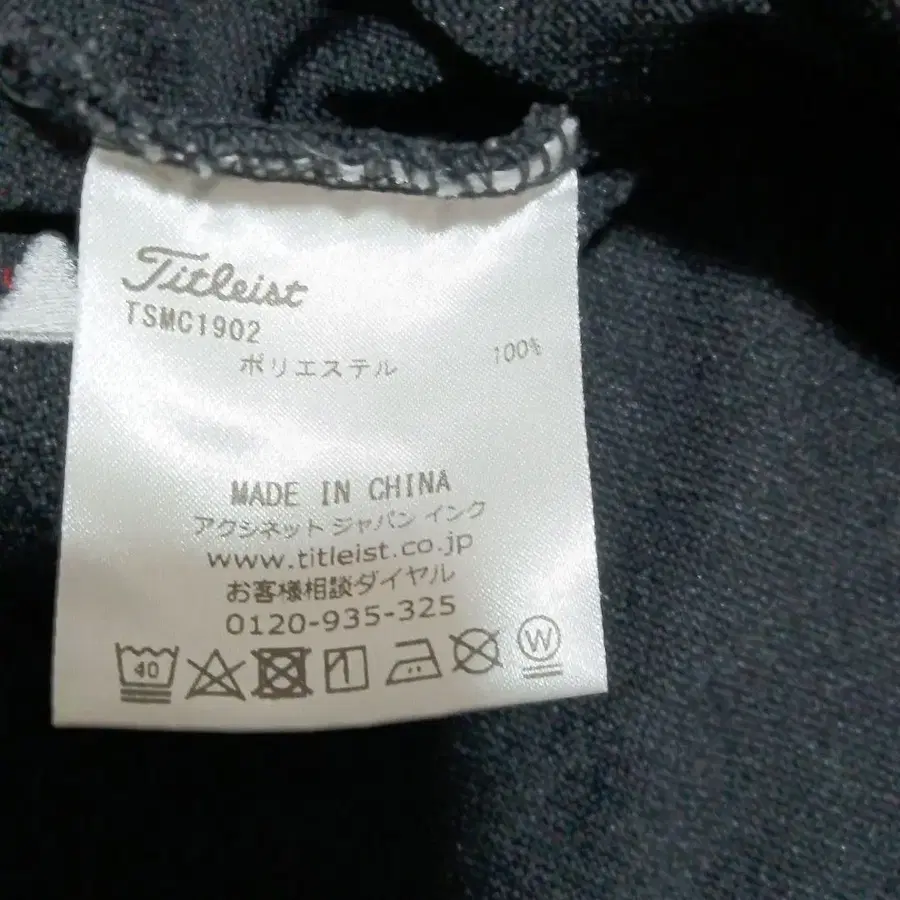 Titleist
TSMC1902
ポリエステル 100%
MADE IN CHINA
アクシネット ジャパン インク
www.titleist.co.jp
お客様相談ダイヤル
0120-935-325
40 W